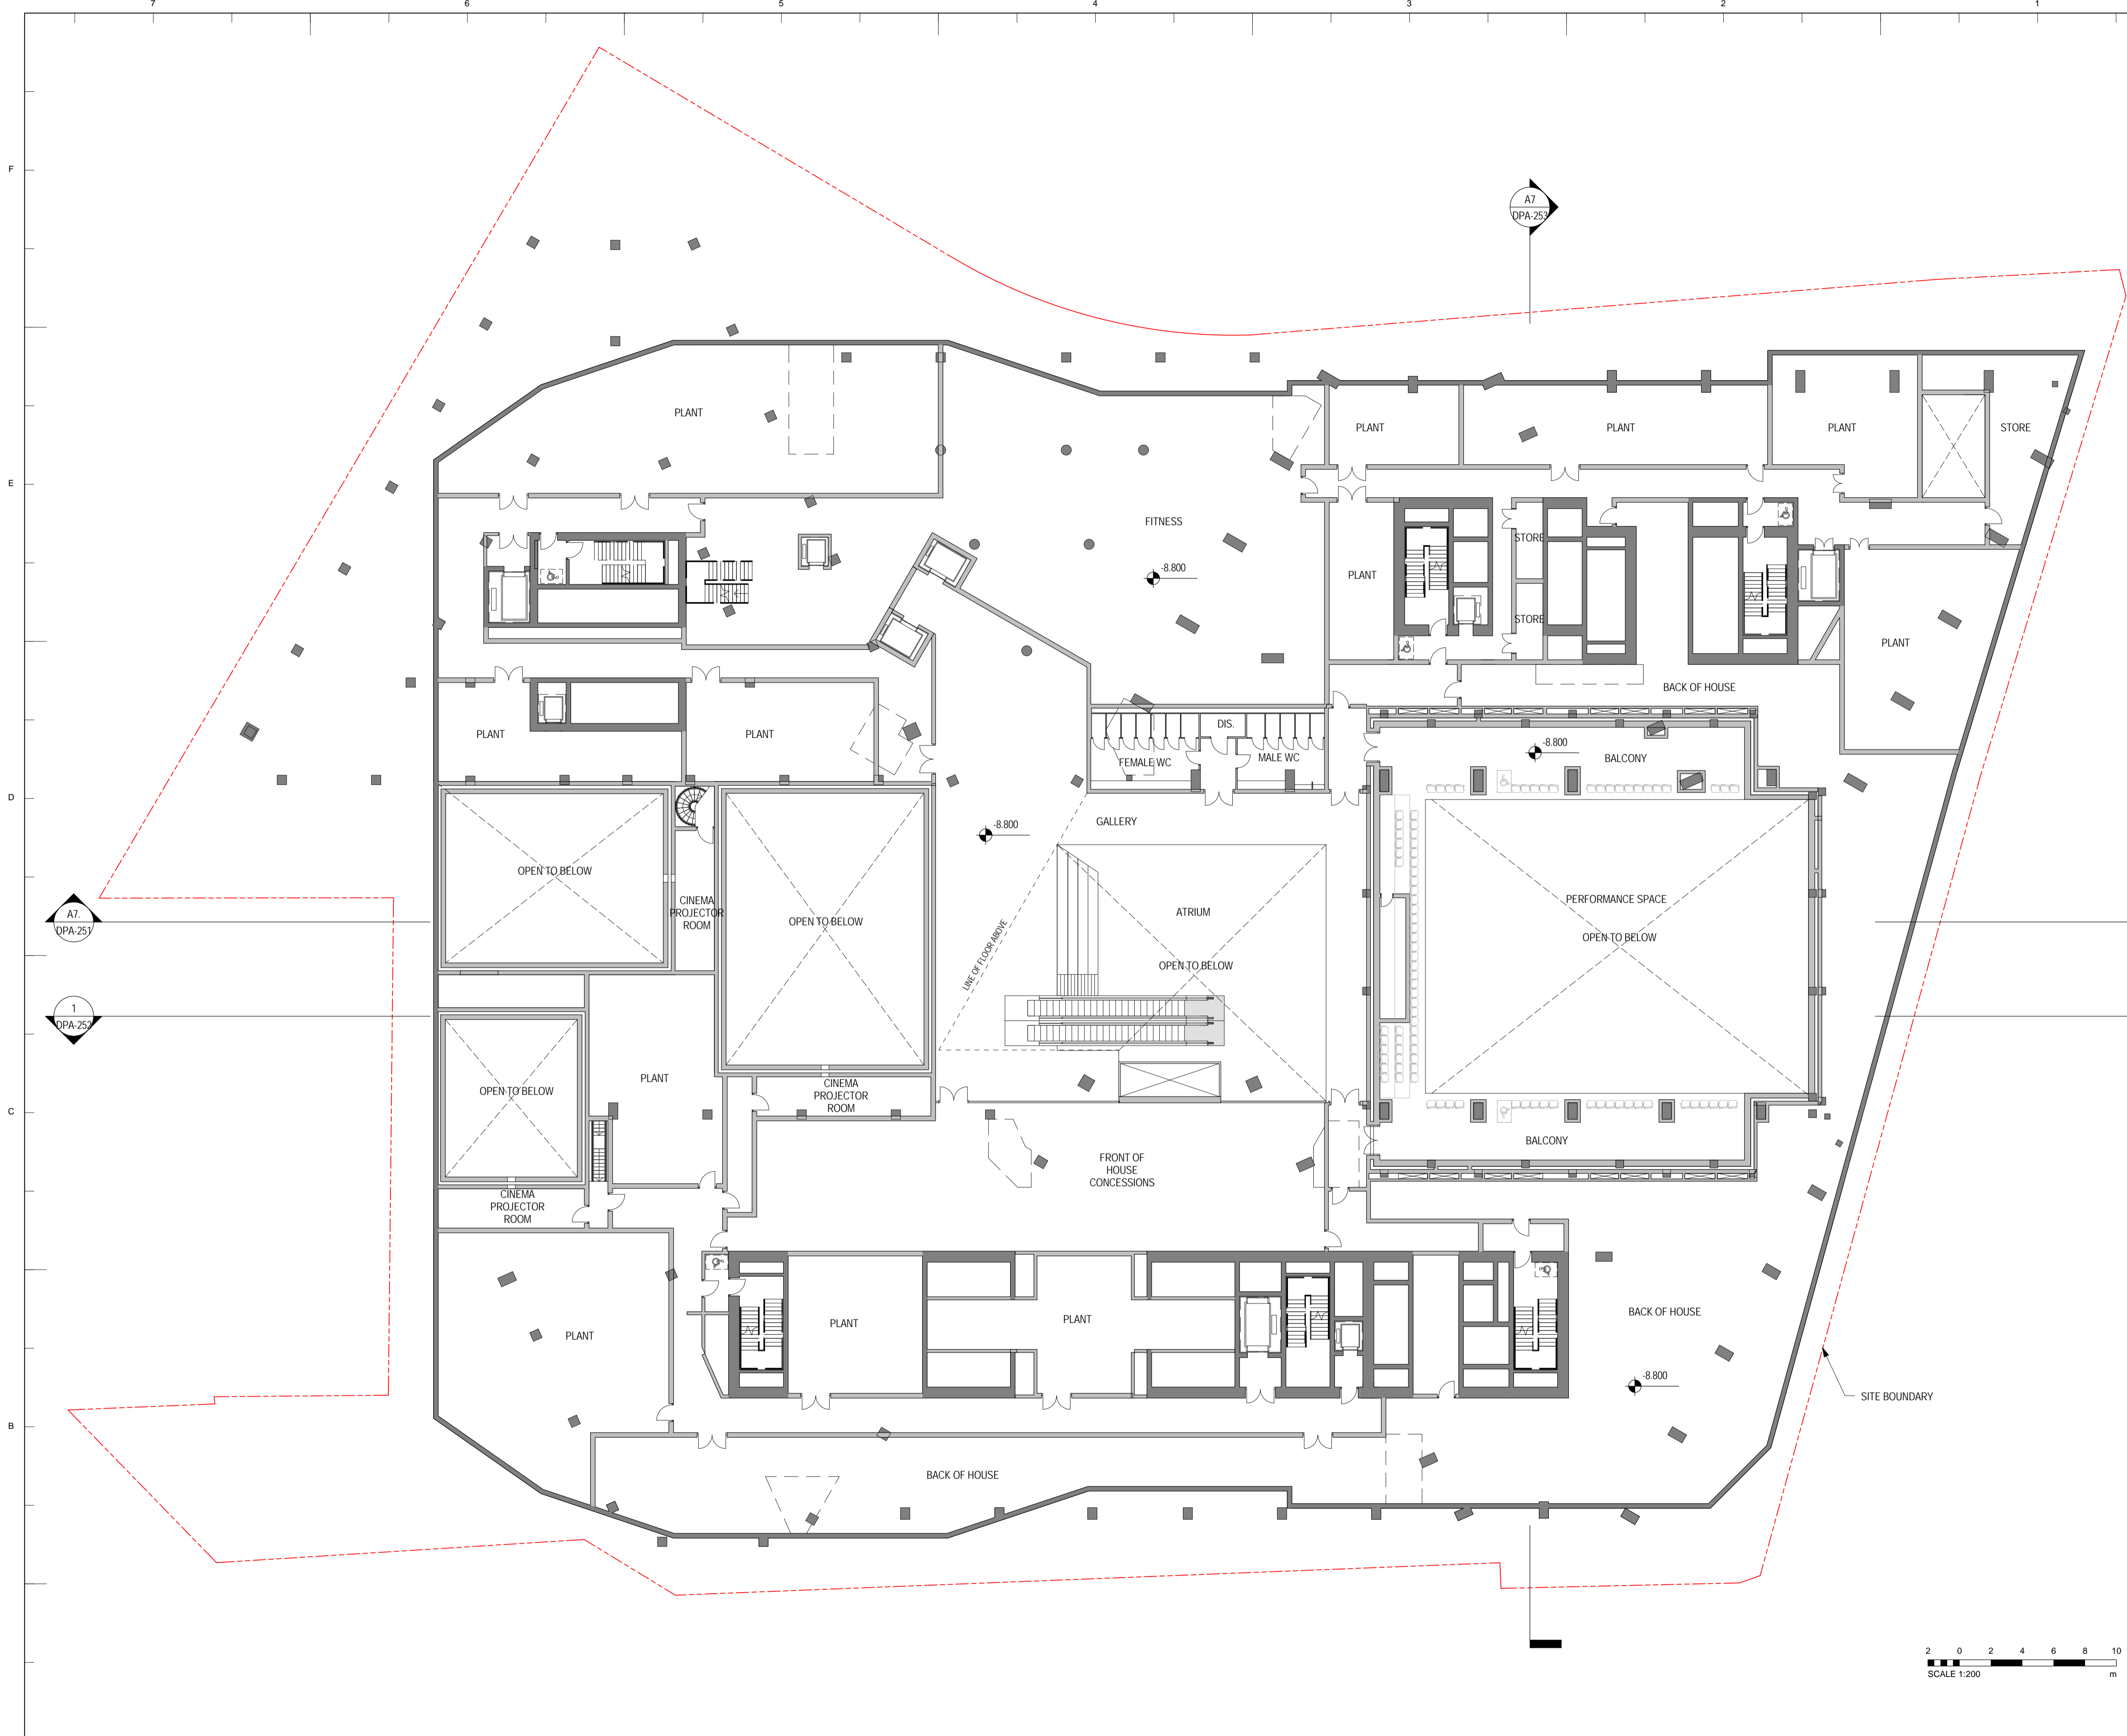 7 6 5 4 3 2 1
F
A7
DPA-253
PLANT
PLANT
PLANT
PLANT
STORE
E
FITNESS
STORE
-8.800
PLANT
STORE
PLANT
BACK OF HOUSE
PLANT
PLANT
DIS.
FEMALE WC
MALE WC
-8.800
BALCONY
D
GALLERY
-8.800
OPEN TO BELOW
CINEMA
PROJECTOR
ROOM
OPEN TO BELOW
LINE OF FLOOR ABOVE
ATRIUM
OPEN TO BELOW
PERFORMANCE SPACE
OPEN TO BELOW
A7.
DPA-251
1
DPA-252
PLANT
OPEN TO BELOW
CINEMA
PROJECTOR
ROOM
C
BALCONY
FRONT OF
HOUSE
CONCESSIONS
CINEMA
PROJECTOR
ROOM
PLANT
PLANT
PLANT
BACK OF HOUSE
-8.800
SITE BOUNDARY
B
BACK OF HOUSE
2 0 2 4 6 8 10
SCALE 1:200 m